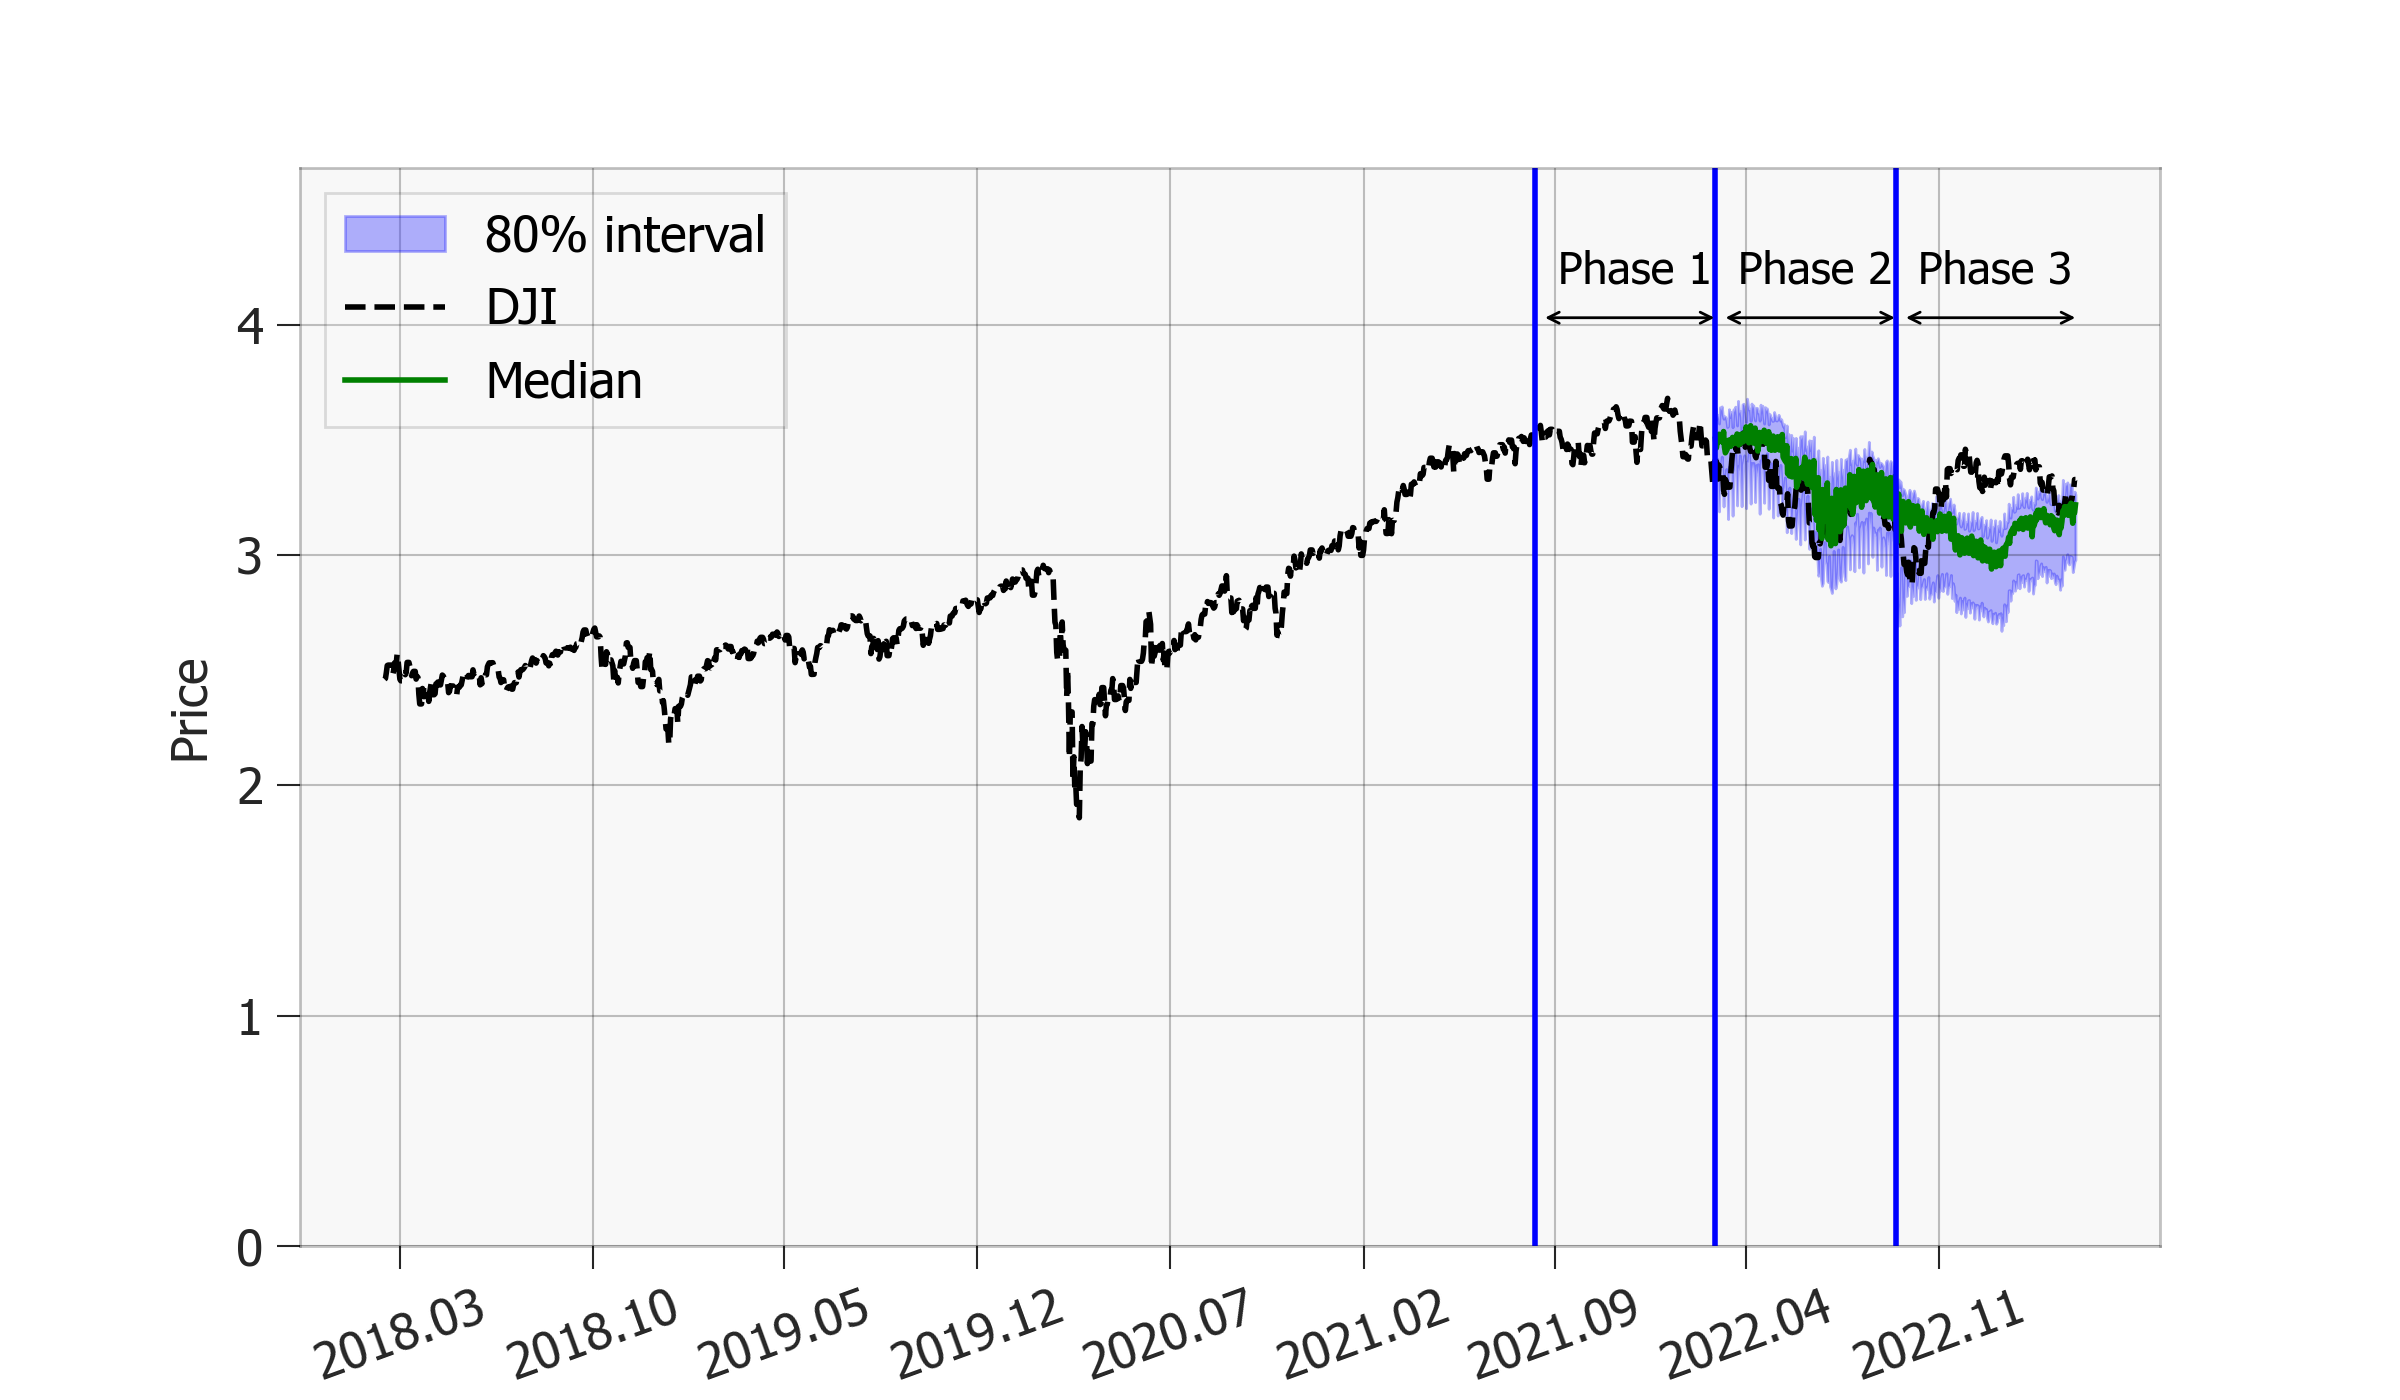 80% interval
DJI
Median
Phase 1
Phase 2
Phase 3
Price
4
3
2
1
0
2018.03
2018.10
2019.05
2019.12
2020.07
2021.02
2021.09
2022.04
2022.11